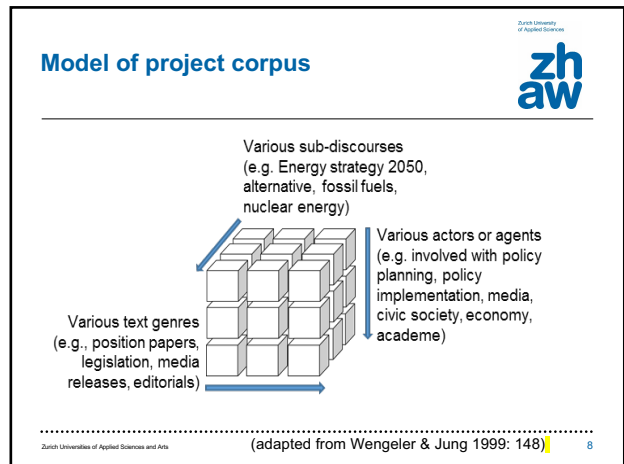 Zurich University
of Applied Sciences
zh
aw
Model of project corpus
Various sub-discourses
(e.g. Energy strategy 2050,
alternative, fossil fuels,
nuclear energy)
Various actors or agents
(e.g. involved with policy
planning, policy
implementation, media,
civic society, economy,
academe)
Various text genres
(e.g., position papers,
legislation, media
releases, editorials)
Zurich Universities of Applied Sciences and Arts
(adapted from Wengeler & Jung 1999: 148)
8